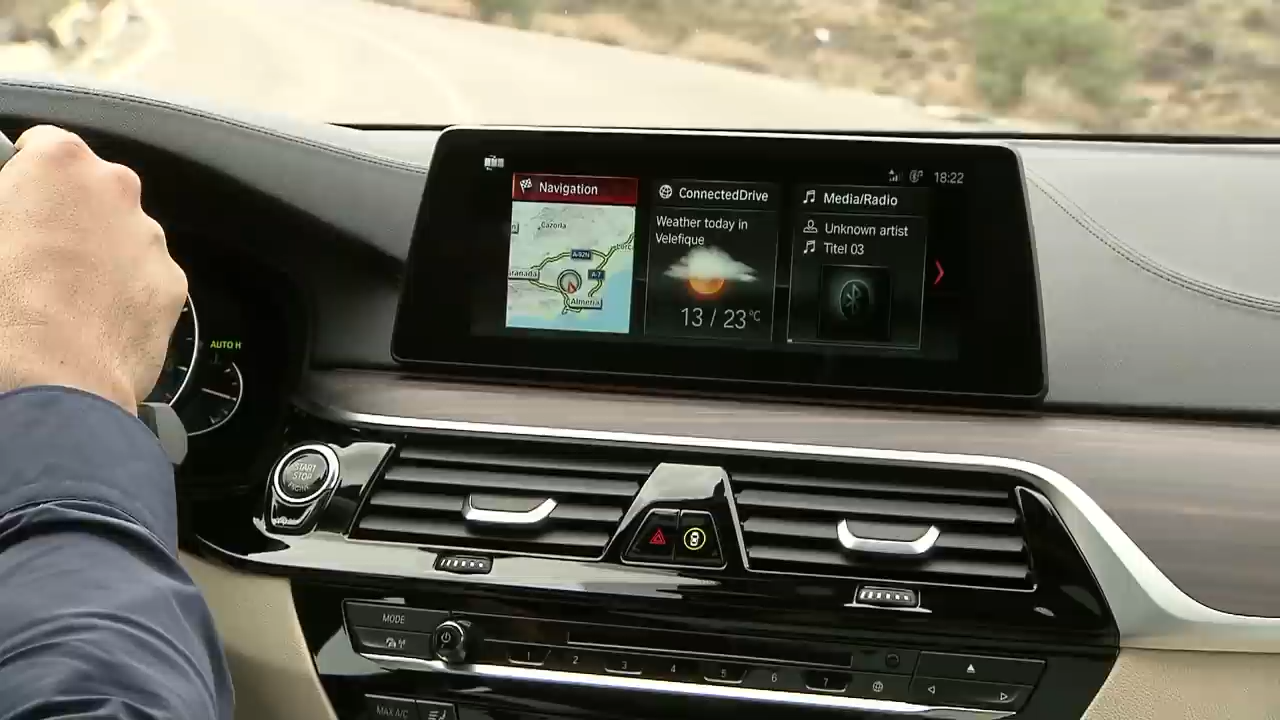 18:22
Navigation
Cazorla
A-92N
A-7
Almería
ConnectedDrive
Weather today in
Velefique
13 / 23°C
Media/Radio
Unknown artist
Titel 03
AUTO H
START
STOP
MODE
1 2 3 4 5 6 7
MAX A/C